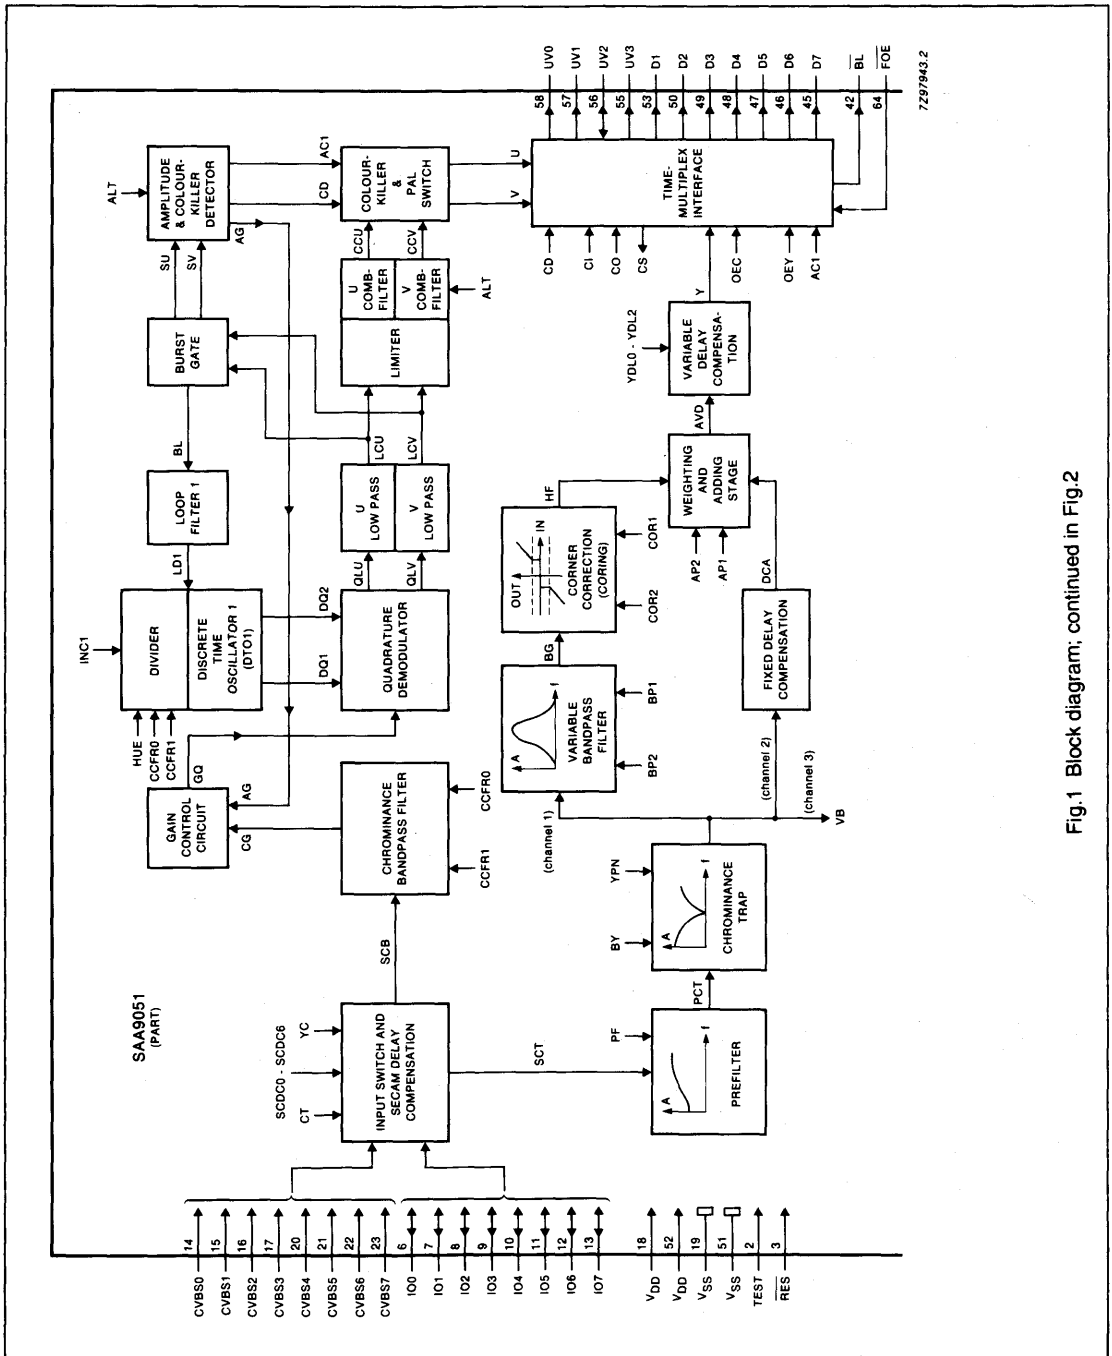 SAA9051
(PART)
CVBS0 14
CVBS1 15
CVBS2 16
CVBS3 17
CVBS4 20
CVBS5 21
CVBS6 22
CVBS7 23
IO0 6
IO1 7
IO2 8
IO3 9
IO4 10
IO5 11
IO6 12
IO7 13
VDD 18
VDD 52
VSS 19
VSS 51
TEST 2
RES 3
CT
SCDC0 - SCDC6
YC
INPUT SWITCH AND
SECAM DELAY
COMPENSATION
SCB
SCT
CHROMINANCE
BANDPASS FILTER
CCFR1
CCFR0
CG
AG
GAIN
CONTROL
CIRCUIT
GQ
HUE
CCFR0
CCFR1
INC1
DIVIDER
DISCRETE
TIME
OSCILLATOR 1
(DTO1)
DQ1
DQ2
QUADRATURE
DEMODULATOR
QLU
QLV
U
LOW PASS
V
LOW PASS
LCU
LCV
LD1
LOOP
FILTER 1
BL
BURST
GATE
SU
SV
ALT
AMPLITUDE
& COLOUR-
KILLER
DETECTOR
AG
AC1
CD
LIMITER
U
COMB-
FILTER
V
COMB-
FILTER
ALT
CCU
CCV
COLOUR-
KILLER
&
PAL
SWITCH
U
V
PF
A
f
PREFILTER
PCT
BY
YPN
A
f
CHROMINANCE
TRAP
(channel 1)
(channel 2)
(channel 3)
VB
A
f
VARIABLE
BANDPASS
FILTER
BP2
BP1
BG
OUT
IN
CORNER
CORRECTION
(CORING)
COR2
COR1
HF
FIXED DELAY
COMPENSATION
DCA
AP2
AP1
WEIGHTING
AND
ADDING
STAGE
AVD
YDL0 - YDL2
VARIABLE
DELAY
COMPENSA-
TION
Y
CD
CI
CO
CS
OEC
OEY
AC1
TIME-
MULTIPLEX
INTERFACE
58 UV0
57 UV1
56 UV2
55 UV3
53 D1
50 D2
49 D3
48 D4
47 D5
46 D6
45 D7
42 BL
64 FOE
7Z97943.2
Fig.1 Block diagram; continued in Fig.2